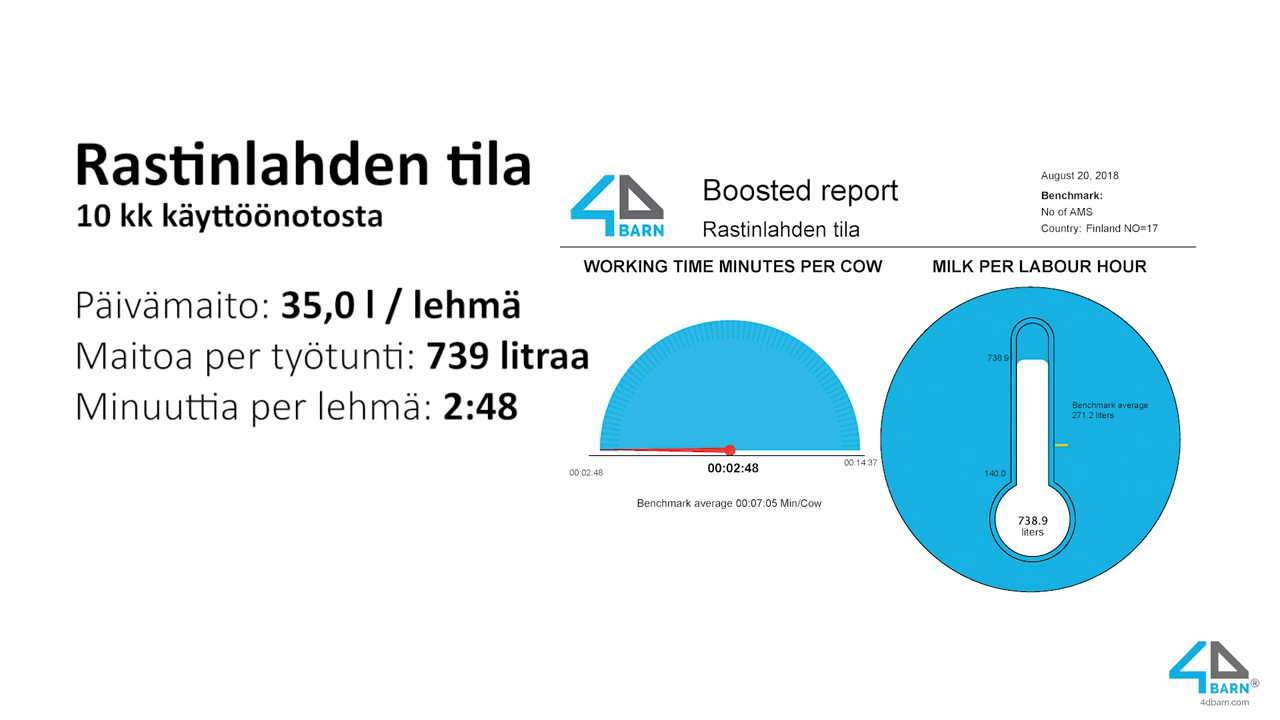 Rastinlahden tila
10 kk käyttöönotosta
Päivämaito: 35,0 l / lehmä
Maitoa per työtunti: 739 litraa
Minuuttia per lehmä: 2:48
4D BARN
Boosted report
Rastinlahden tila
August 20, 2018
Benchmark:
No of AMS
Country: Finland NO=17
WORKING TIME MINUTES PER COW
00:02:48
00:02:48
00:14:37
Benchmark average 00:07:05 Min/Cow
MILK PER LABOUR HOUR
738.9
Benchmark average
271.2 liters
140.0
738.9
liters
4D BARN®
4dbarn.com